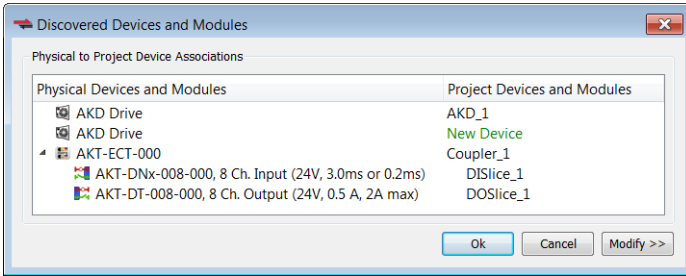 Discovered Devices and Modules
Physical to Project Device Associations
Physical Devices and Modules Project Devices and Modules
AKD Drive AKD_1
AKD Drive New Device
AKT-ECT-000 Coupler_1
AKT-DNx-008-000, 8 Ch. Input (24V, 3.0ms or 0.2ms) DISlice_1
AKT-DT-008-000, 8 Ch. Output (24V, 0.5 A, 2A max) DOSlice_1
Ok Cancel Modify >>